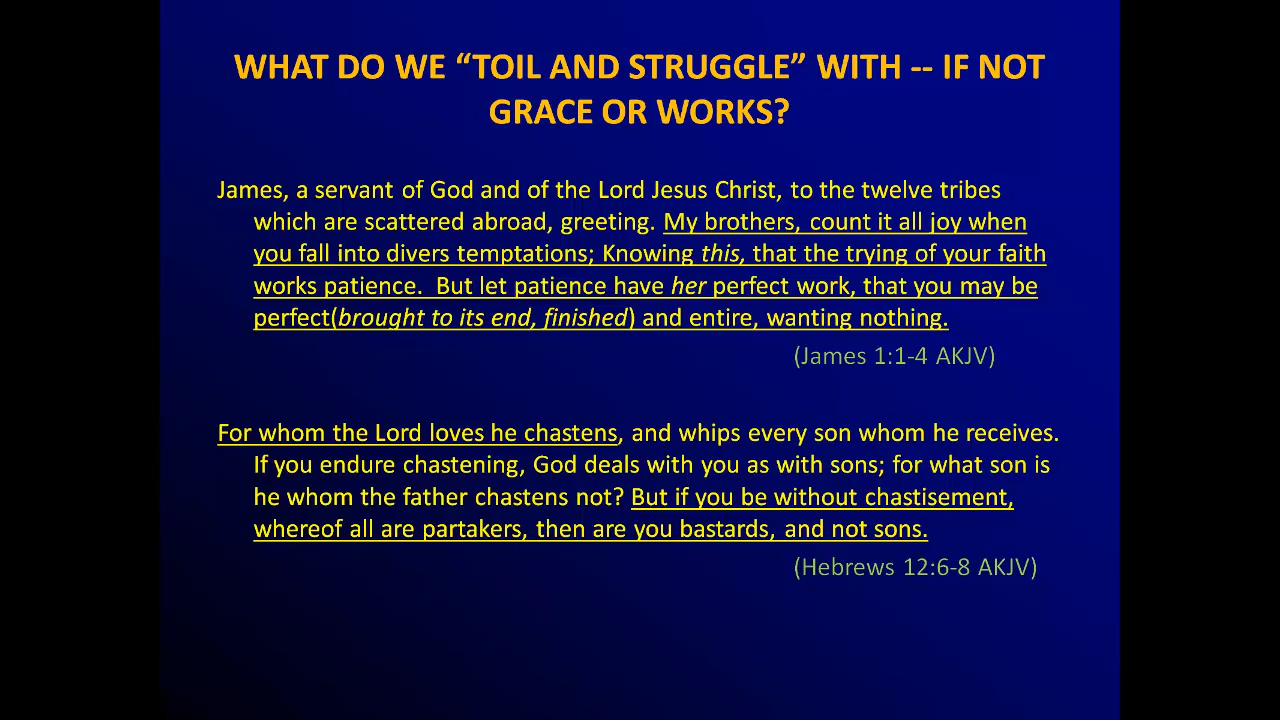 WHAT DO WE “TOIL AND STRUGGLE” WITH -- IF NOT
GRACE OR WORKS?
James, a servant of God and of the Lord Jesus Christ, to the twelve tribes
which are scattered abroad, greeting. My brothers, count it all joy when
you fall into divers temptations; Knowing this, that the trying of your faith
works patience.  But let patience have her perfect work, that you may be
perfect(brought to its end, finished) and entire, wanting nothing.
(James 1:1-4 AKJV)
For whom the Lord loves he chastens, and whips every son whom he receives.
If you endure chastening, God deals with you as with sons; for what son is
he whom the father chastens not? But if you be without chastisement,
whereof all are partakers, then are you bastards, and not sons.
(Hebrews 12:6-8 AKJV)